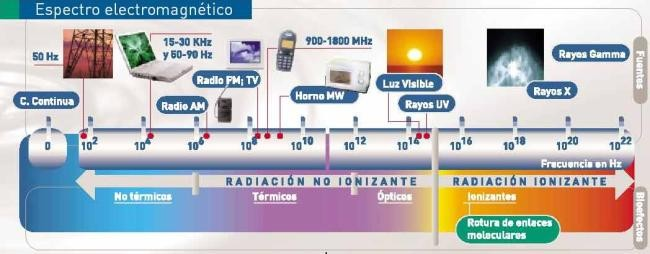 Espectro electromagnético
50 Hz
15-30 KHz
y 50-90 Hz
900-1800 MHz
Rayos Gamma
Fuentes
Radio FM; TV
Luz Visible
Rayos X
C. Continua
Radio AM
Horno MW
Rayos UV
0 10² 10⁴ 10⁶ 10⁸ 10¹⁰ 10¹² 10¹⁴ 10¹⁶ 10¹⁸ 10²⁰ 10²²
Frecuencia en Hz
RADIACIÓN NO IONIZANTE RADIACIÓN IONIZANTE
No térmicos Térmicos Ópticos Ionizantes
Bioefectos
Rotura de enlaces
moleculares